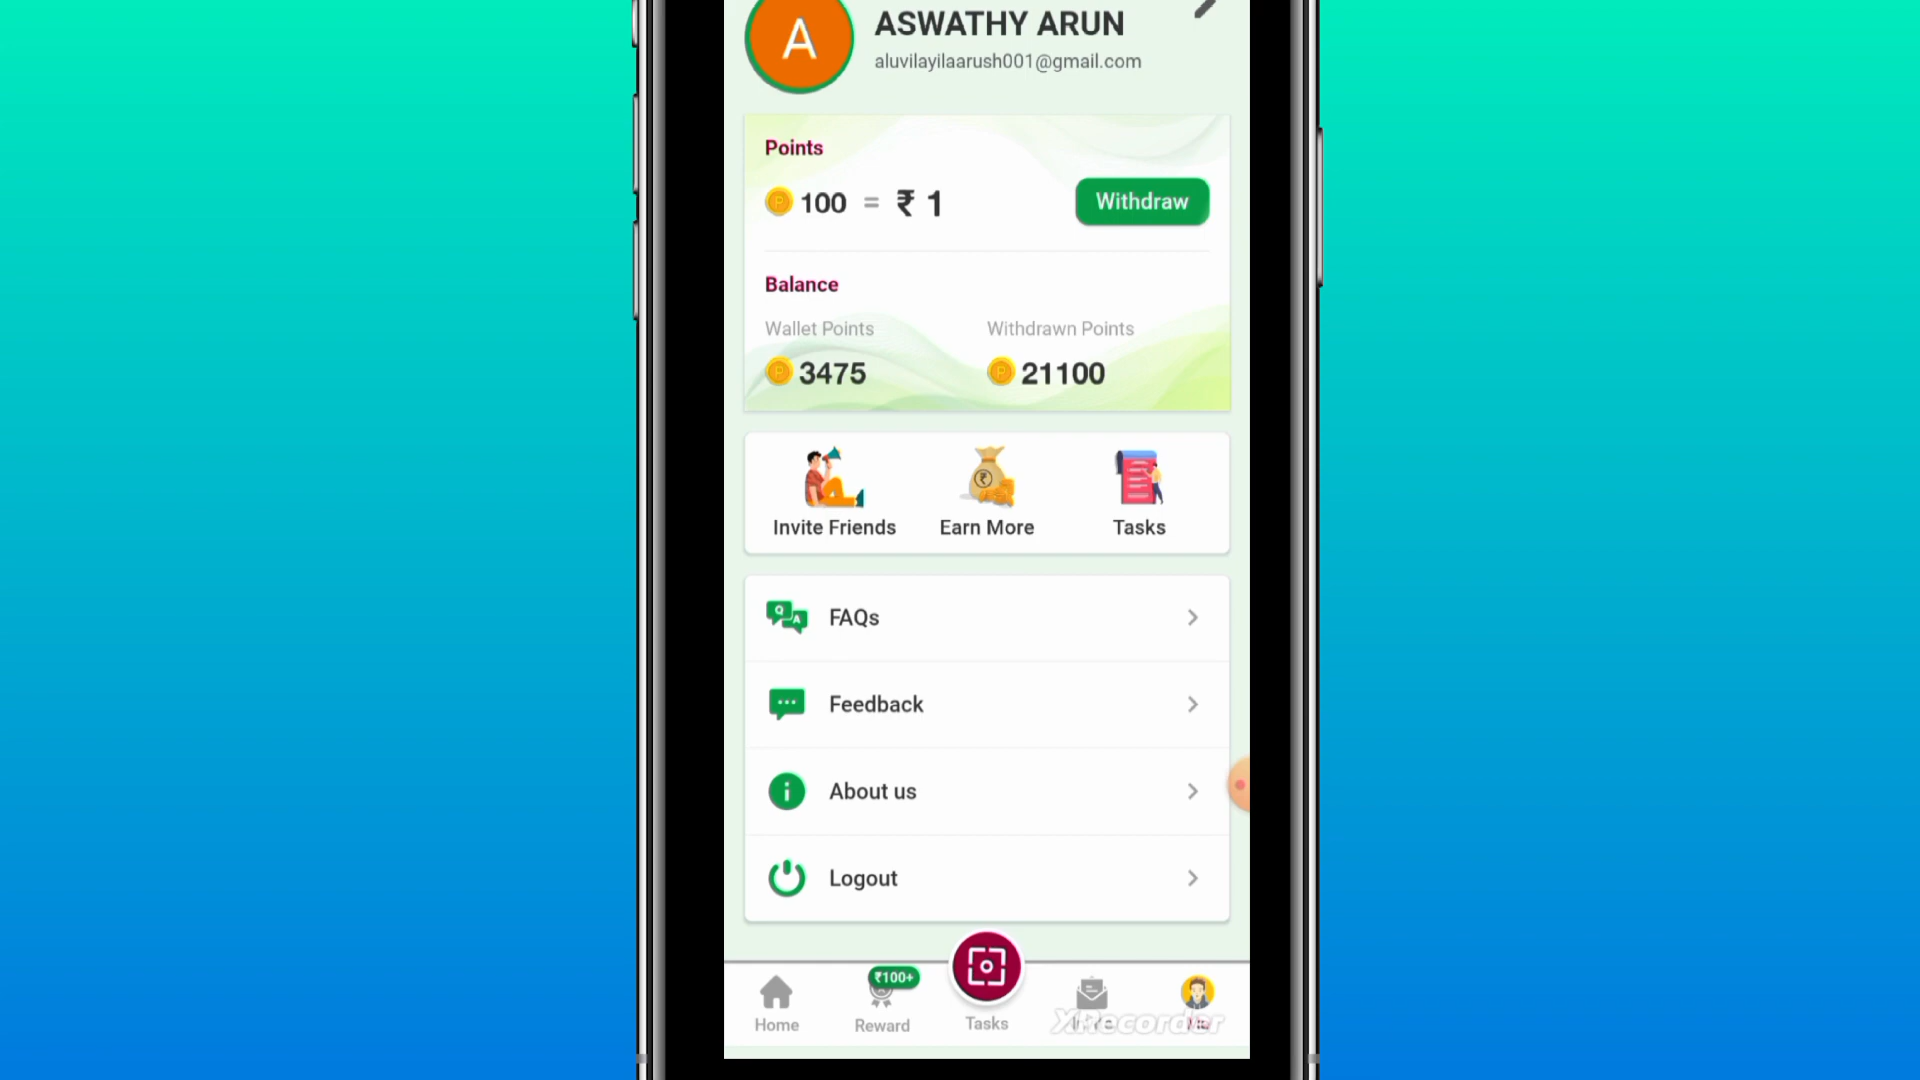 A
ASWATHY ARUN
aluvilayilaarush001@gmail.com
Points
100 = ₹ 1
Withdraw
Balance
Wallet Points
Withdrawn Points
3475
21100
Invite Friends
Earn More
Tasks
FAQs
Feedback
About us
Logout
₹100+
Home
Reward
Tasks
XRecorder